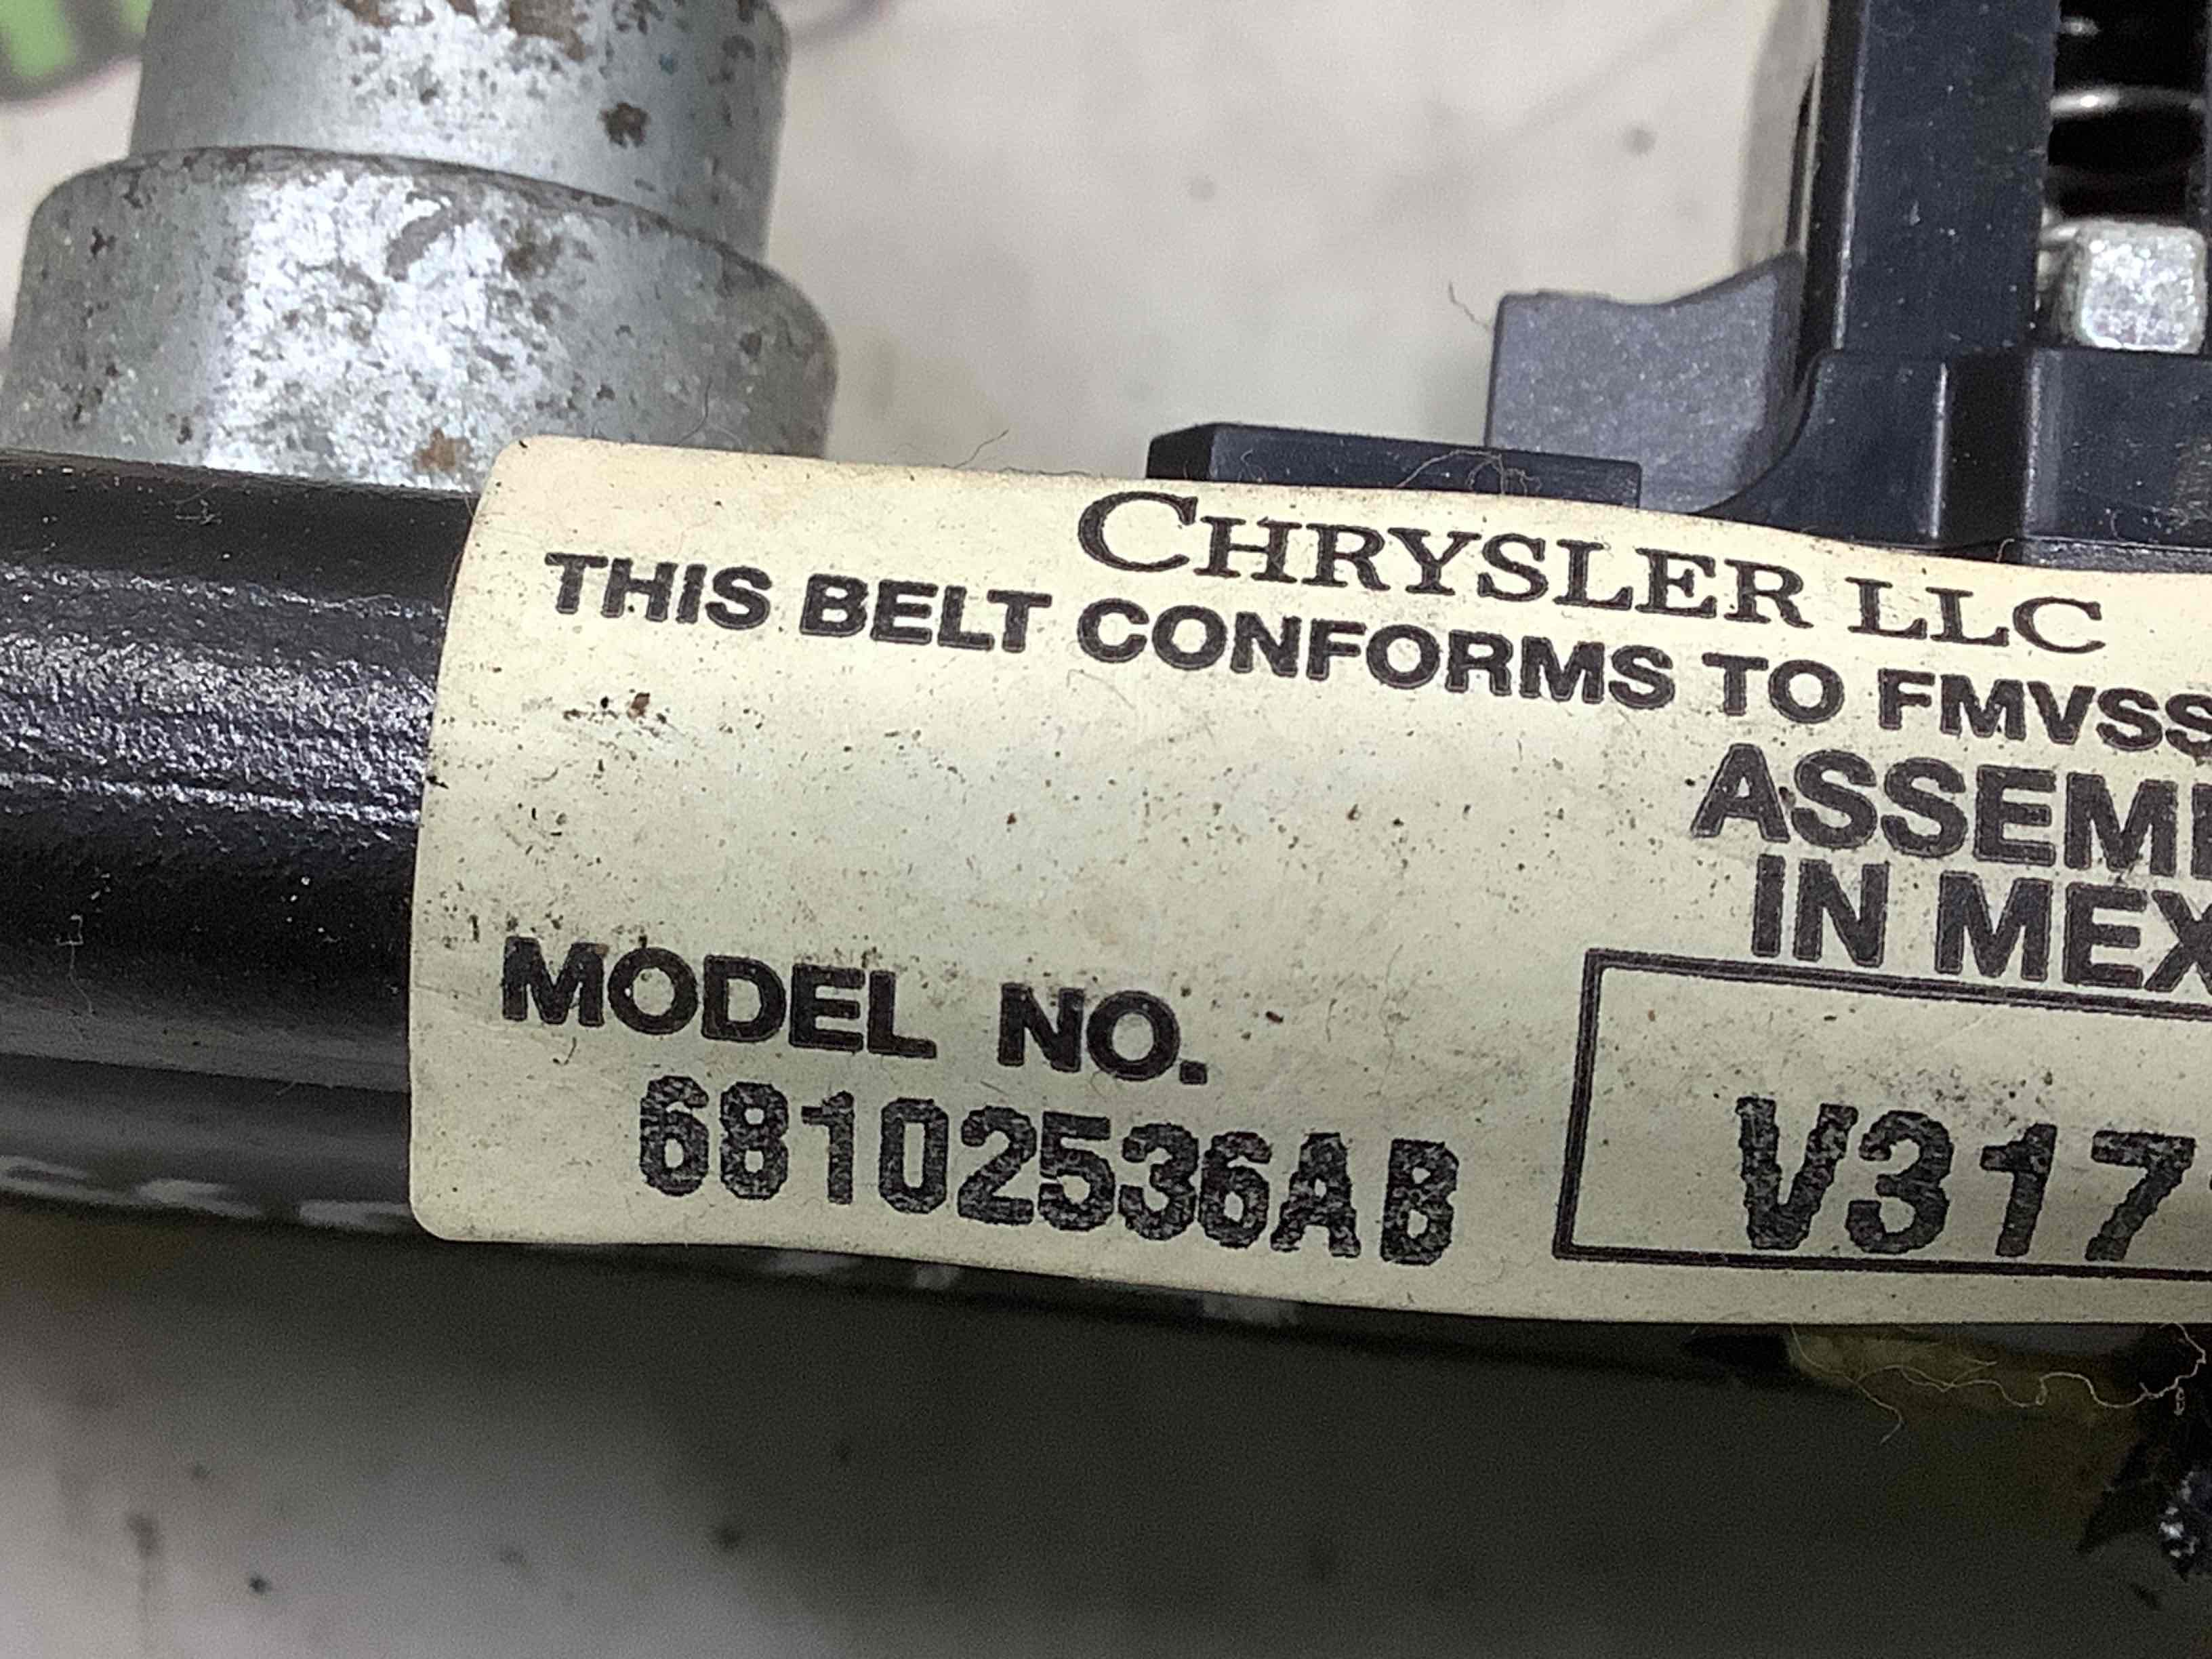 CHRYSLER LLC
THIS BELT CONFORMS TO FMVSS
ASSEM
IN MEX
MODEL NO.
68102536AB
V317